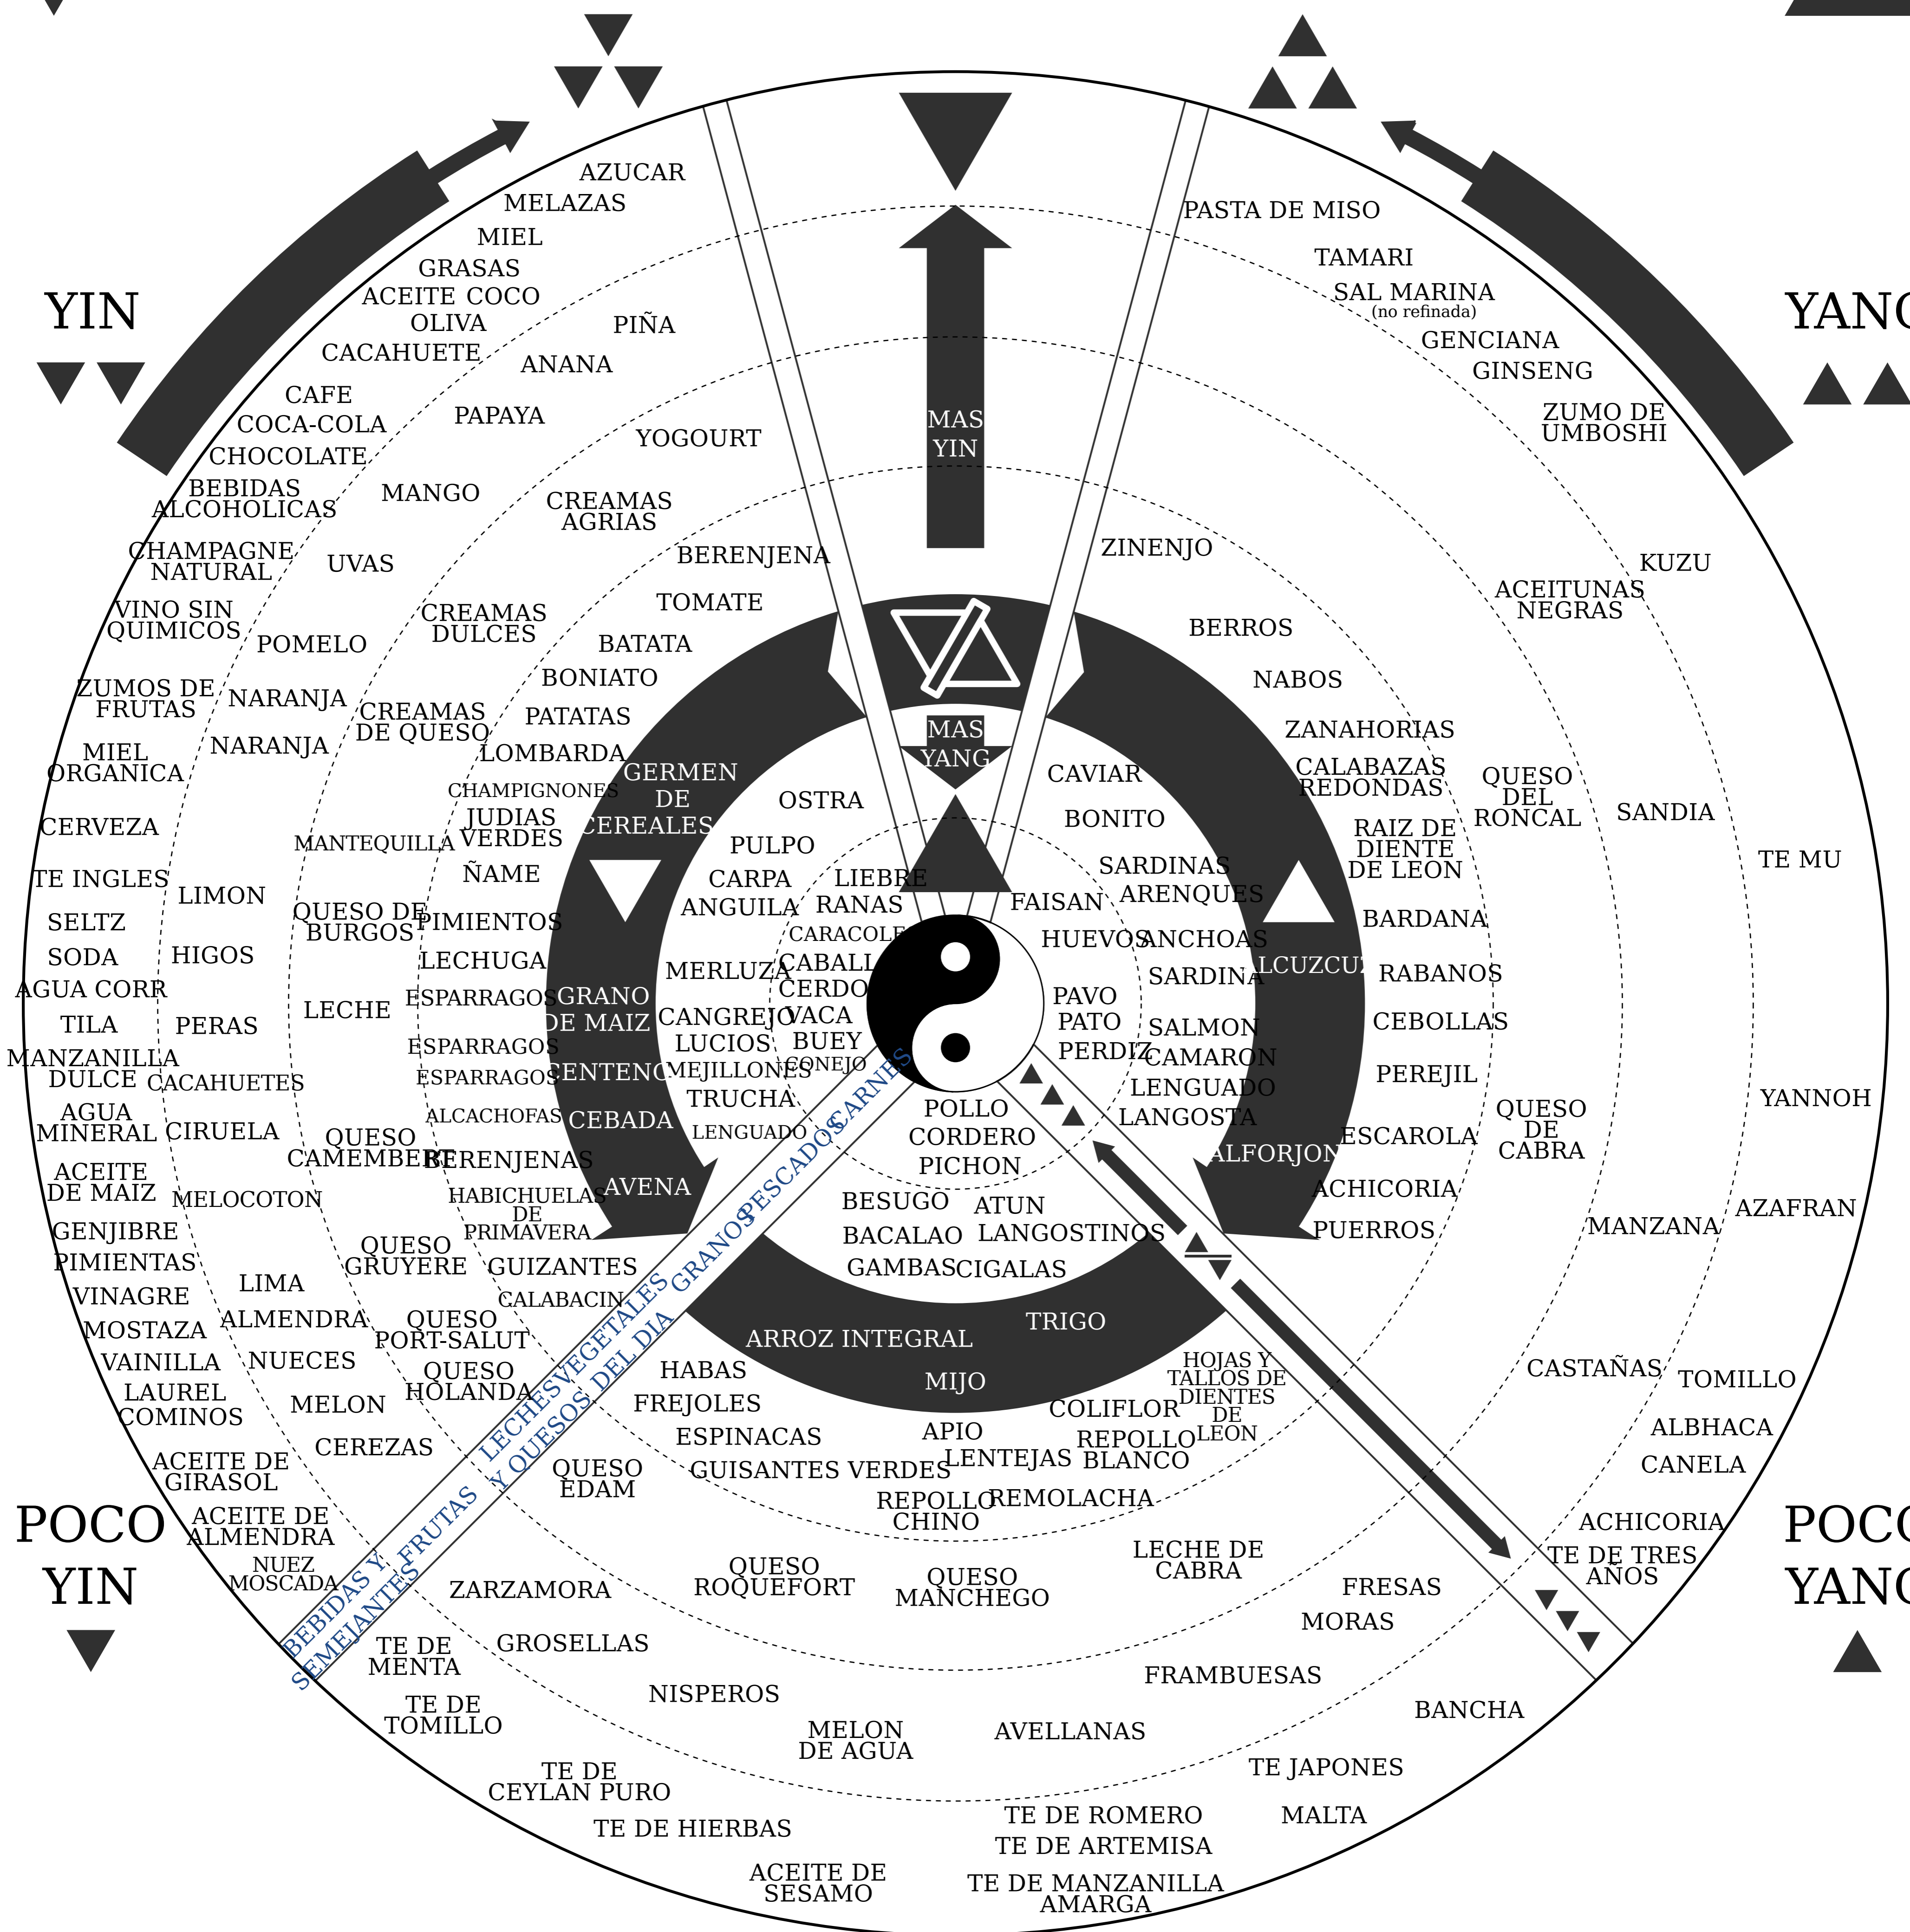 AZUCAR
MELAZAS
MIEL
GRASAS
ACEITE COCO
OLIVA
CACAHUETE
CAFE
COCA-COLA
CHOCOLATE
BEBIDAS
ALCOHOLICAS
CHAMPAGNE
NATURAL
VINO SIN
QUIMICOS
ZUMOS DE
FRUTAS
MIEL
ORGANICA
CERVEZA
TE INGLES
SELTZ
SODA
AGUA CORR
TILA
MANZANILLA
DULCE
AGUA
MINERAL
ACEITE
DE MAIZ
GENJIBRE
PIMIENTAS
VINAGRE
MOSTAZA
VAINILLA
LAUREL
COMINOS
ACEITE DE
GIRASOL
ACEITE DE
ALMENDRA
NUEZ
MOSCADA
YIN
POCO
YIN
PIÑA
ANANA
PAPAYA
MANGO
UVAS
POMELO
NARANJA
NARANJA
LIMON
HIGOS
PERAS
CACAHUETES
CIRUELA
MELOCOTON
LIMA
ALMENDRA
NUECES
MELON
CEREZAS
YOGOURT
CREAMAS
AGRIAS
CREAMAS
DULCES
CREAMAS
DE QUESO
MANTEQUILLA
QUESO DE
BURGOS
LECHE
QUESO
CAMEMBERT
QUESO
GRUYERE
QUESO
PORT-SALUT
QUESO
HOLANDA
BERENJENA
TOMATE
BATATA
BONIATO
PATATAS
LOMBARDA
CHAMPIGNONES
JUDIAS
VERDES
ÑAME
PIMIENTOS
LECHUGA
ESPARRAGOS
ESPARRAGOS
ESPARRAGOS
ALCACHOFAS
BERENJENAS
HABICHUELAS
DE
PRIMAVERA
GUIZANTES
CALABACIN
GERMEN
DE
CEREALES
GRANO
DE MAIZ
CENTENO
CEBADA
AVENA
OSTRA
PULPO
CARPA
ANGUILA
MERLUZA
CANGREJO
LUCIOS
MEJILLONES
TRUCHA
LENGUADO
LIEBRE
RANAS
CARACOLES
CABALL
CERDO
VACA
BUEY
CONEJO
MAS
YIN
MAS
YANG
PASTA DE MISO
TAMARI
SAL MARINA
(no refinada)
GENCIANA
GINSENG
ZUMO DE
UMBOSHI
KUZU
TE MU
YANNOH
AZAFRAN
TOMILLO
ALBHACA
CANELA
ACHICORIA
TE DE TRES
AÑOS
YANG
POCO
YANG
ACEITUNAS
NEGRAS
SANDIA
MANZANA
CASTAÑAS
QUESO
DEL
RONCAL
QUESO
DE
CABRA
ZINENJO
BERROS
NABOS
ZANAHORIAS
CALABAZAS
REDONDAS
RAIZ DE
DIENTE
DE LEON
BARDANA
RABANOS
CEBOLLAS
PEREJIL
ESCAROLA
ACHICORIA
PUERROS
ALCUZCUZ
ALFORJON
CAVIAR
BONITO
SARDINAS
ARENQUES
ANCHOAS
SARDINA
SALMON
CAMARON
LENGUADO
LANGOSTA
FAISAN
HUEVOS
PAVO
PATO
PERDIZ
POLLO
CORDERO
PICHON
BESUGO
ATUN
BACALAO
LANGOSTINOS
GAMBAS
CIGALAS
ARROZ INTEGRAL
TRIGO
MIJO
HABAS
FREJOLES
ESPINACAS
GUISANTES VERDES
APIO
LENTEJAS
COLIFLOR
REPOLLO
BLANCO
HOJAS Y
TALLOS DE
DIENTES
DE
LEON
REPOLLO
CHINO
REMOLACHA
QUESO
EDAM
QUESO
ROQUEFORT
QUESO
MANCHEGO
LECHE DE
CABRA
ZARZAMORA
GROSELLAS
NISPEROS
MELON
DE AGUA
AVELLANAS
FRAMBUESAS
MORAS
FRESAS
TE DE
MENTA
TE DE
TOMILLO
TE DE
CEYLAN PURO
TE DE HIERBAS
ACEITE DE
SESAMO
TE DE ROMERO
TE DE ARTEMISA
TE DE MANZANILLA
AMARGA
MALTA
TE JAPONES
BANCHA
CARNES
PESCADOS
GRANOS
VEGETALES
DEL DIA
LECHES
Y QUESOS
FRUTAS
BEBIDAS Y
SEMEJANTES